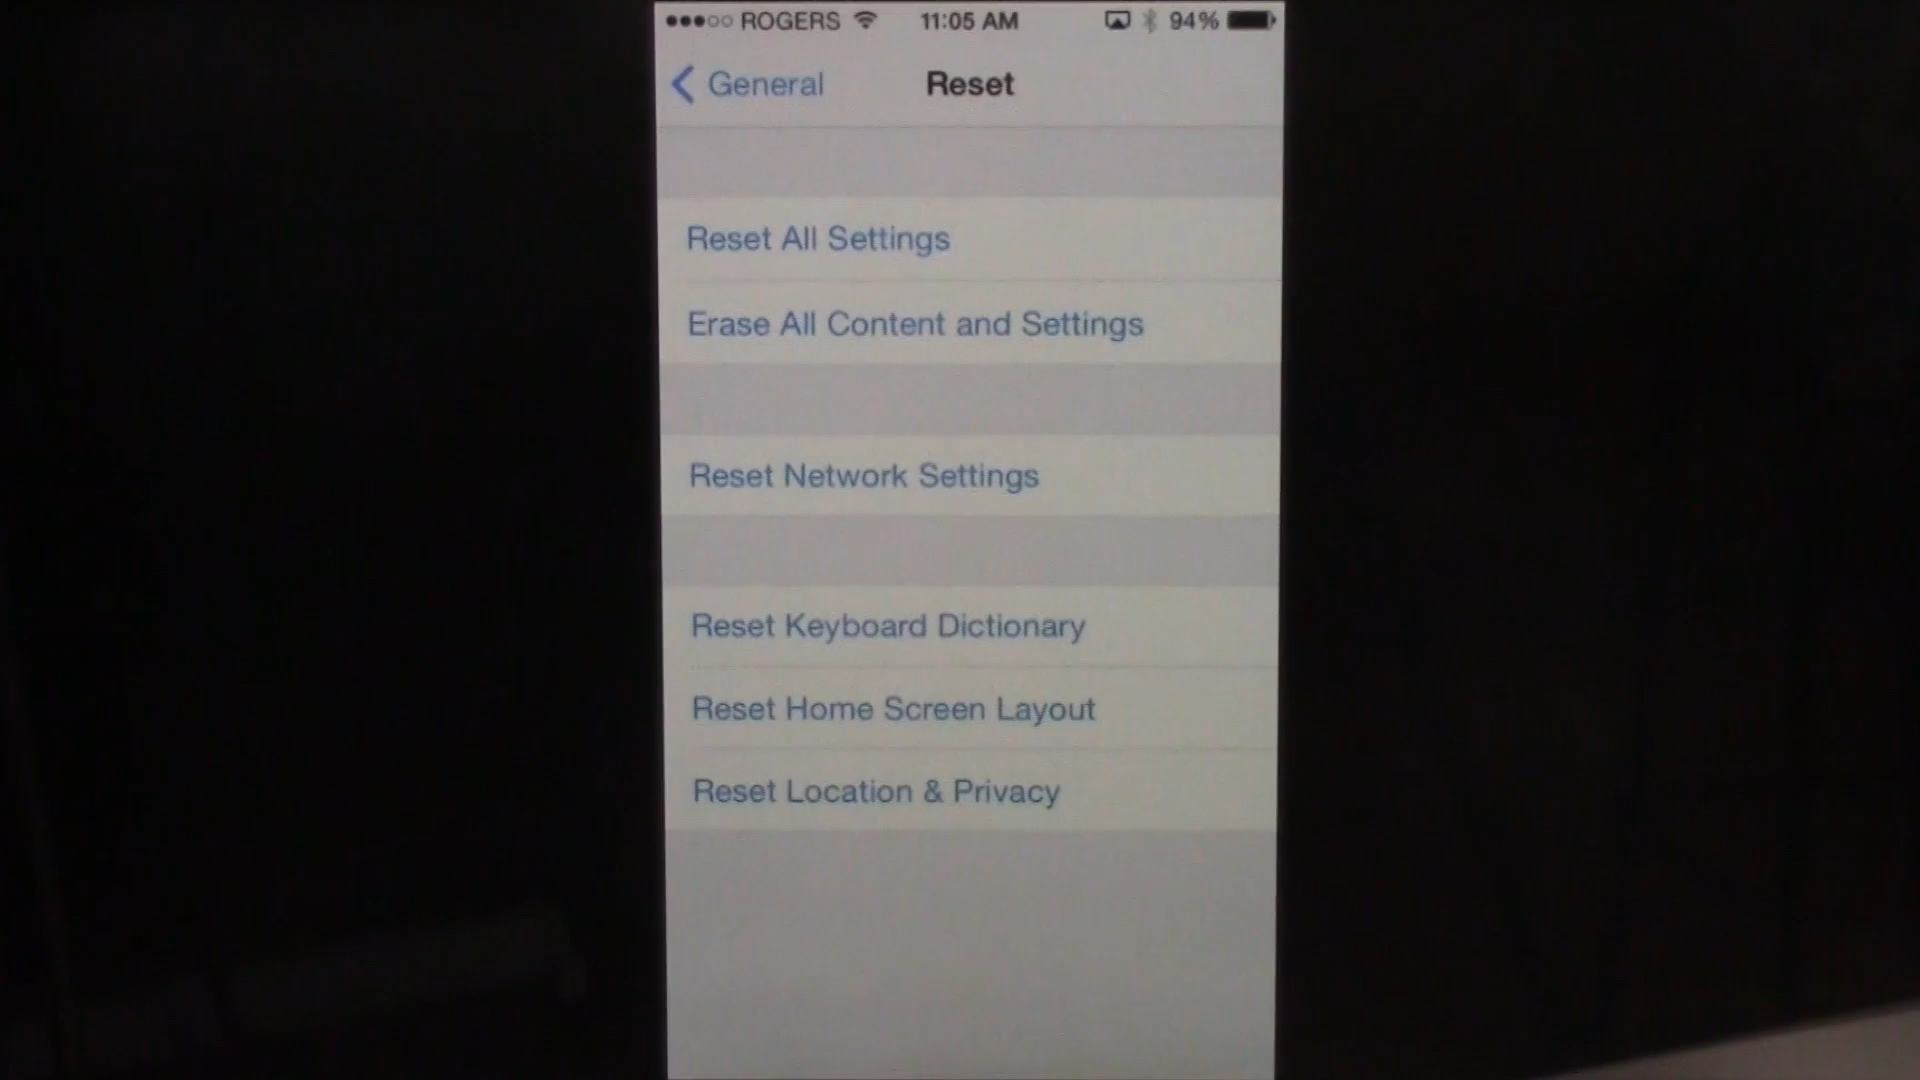 ROGERS 11:05 AM 94%
General Reset
Reset All Settings
Erase All Content and Settings
Reset Network Settings
Reset Keyboard Dictionary
Reset Home Screen Layout
Reset Location & Privacy